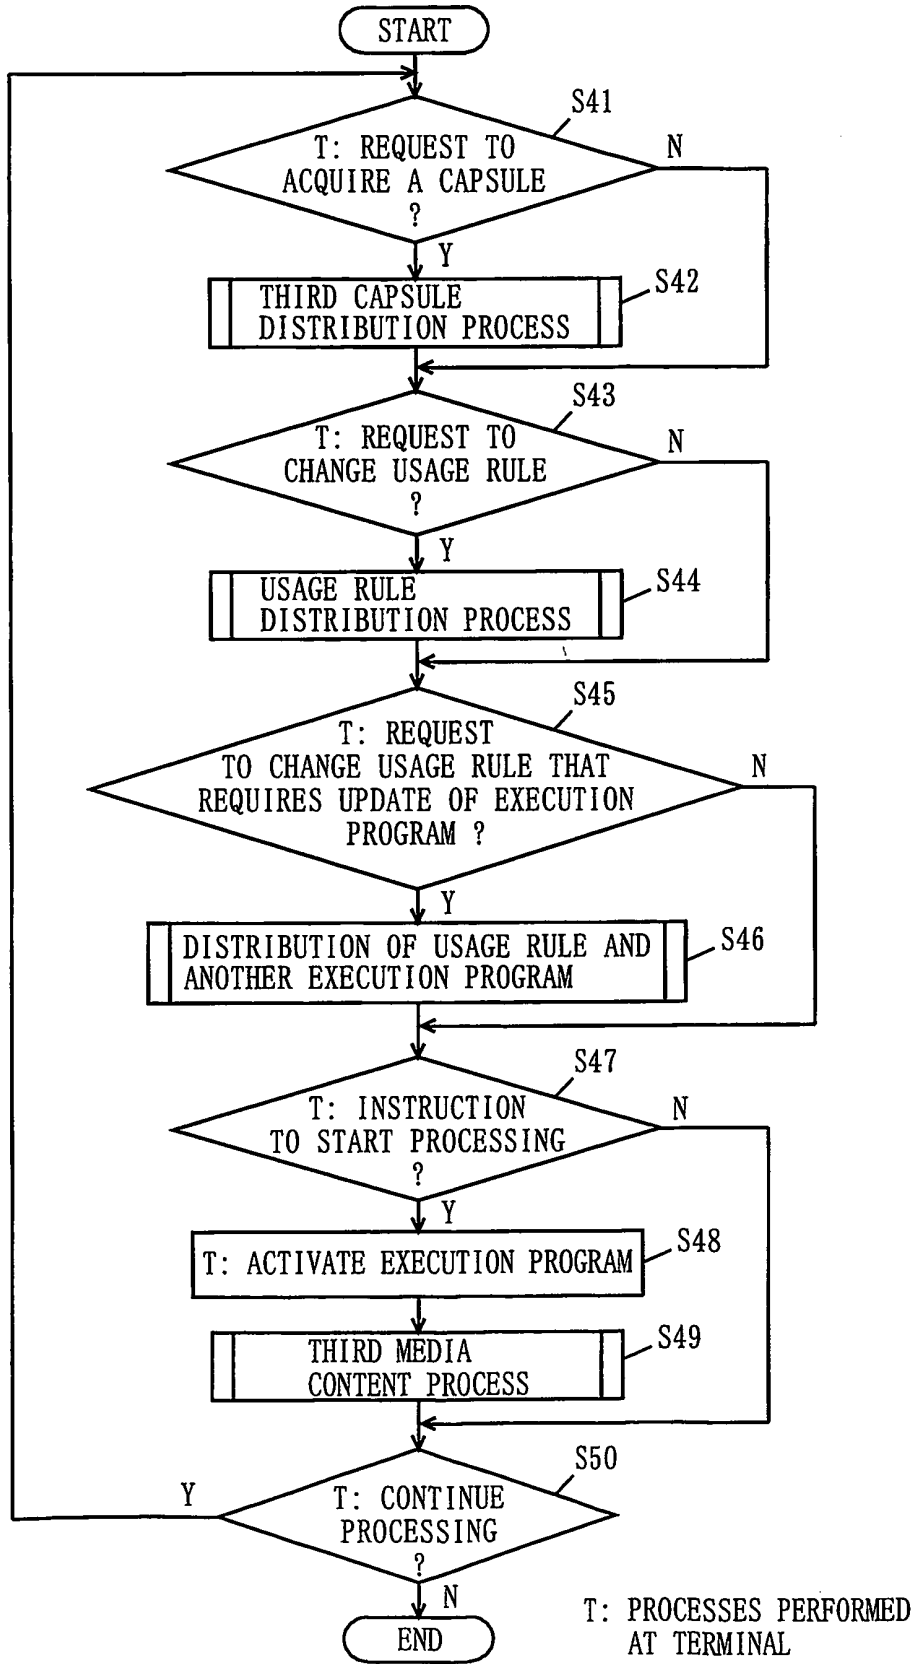 START
S41
T: REQUEST TO
ACQUIRE A CAPSULE
?
N
Y
S42
THIRD CAPSULE
DISTRIBUTION PROCESS
S43
T: REQUEST TO
CHANGE USAGE RULE
?
N
Y
S44
USAGE RULE
DISTRIBUTION PROCESS
S45
T: REQUEST
TO CHANGE USAGE RULE THAT
REQUIRES UPDATE OF EXECUTION
PROGRAM ?
N
Y
S46
DISTRIBUTION OF USAGE RULE AND
ANOTHER EXECUTION PROGRAM
S47
T: INSTRUCTION
TO START PROCESSING
?
N
Y
S48
T: ACTIVATE EXECUTION PROGRAM
S49
THIRD MEDIA
CONTENT PROCESS
S50
Y
T: CONTINUE
PROCESSING
?
N
END
T: PROCESSES PERFORMED
AT TERMINAL